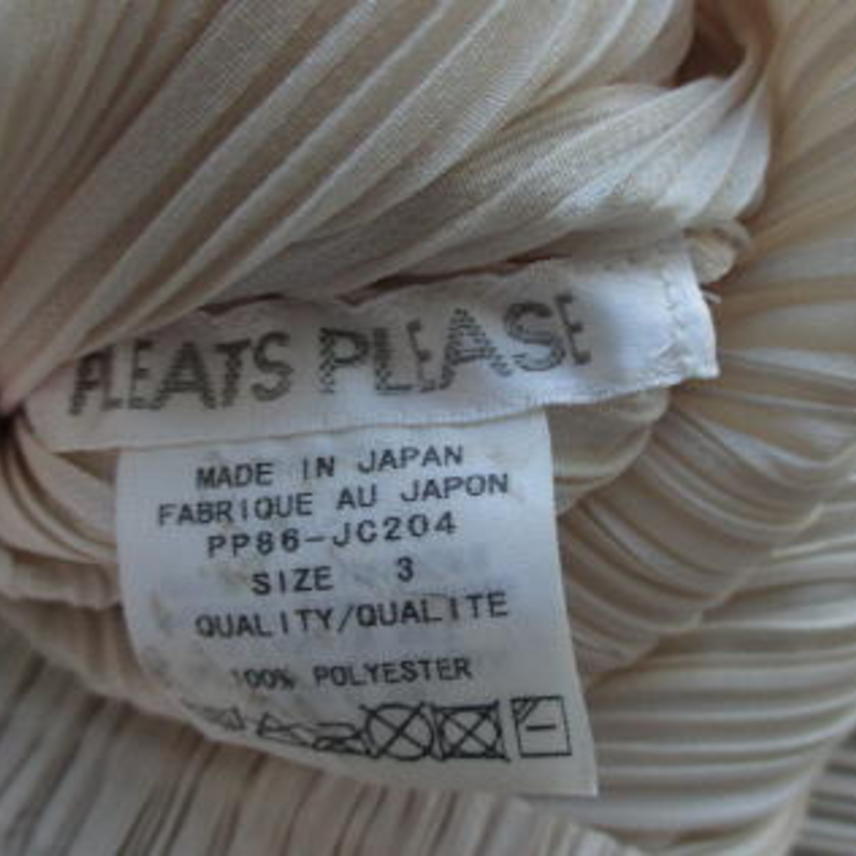 PLEATS PLEASE
MADE IN JAPAN
FABRIQUE AU JAPON
PP86-JC204
SIZE 3
QUALITY/QUALITE
100% POLYESTER